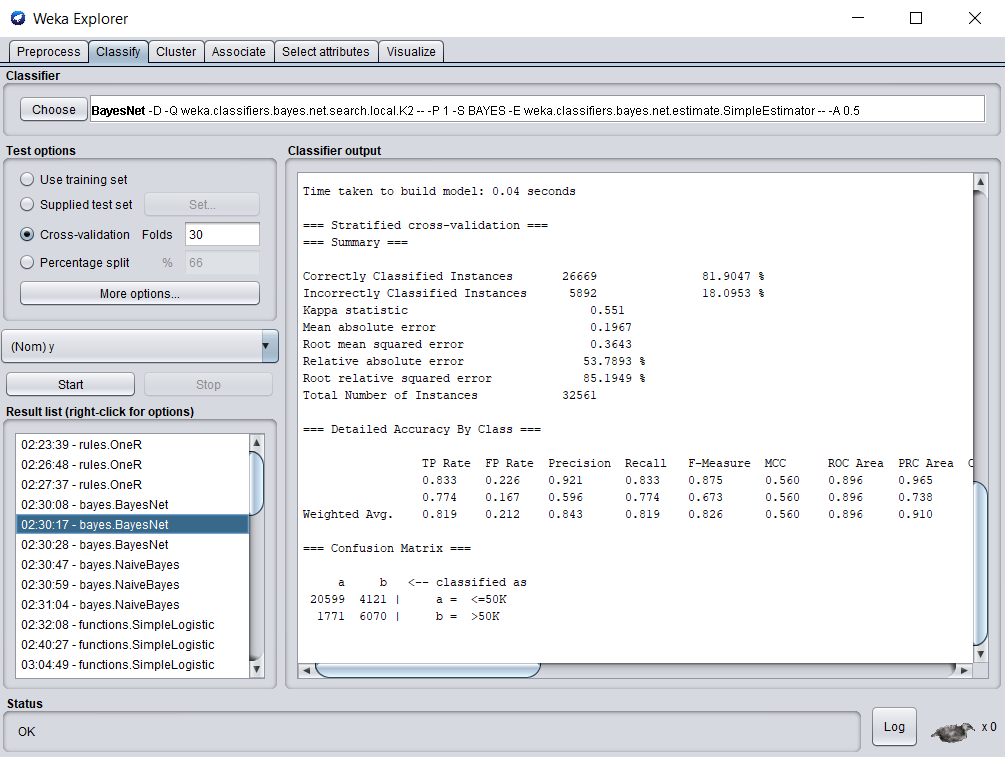 Weka Explorer
Preprocess Classify Cluster Associate Select attributes Visualize
Classifier
Choose BayesNet -D -Q weka.classifiers.bayes.net.search.local.K2 -- -P 1 -S BAYES -E weka.classifiers.bayes.net.estimate.SimpleEstimator -- -A 0.5
Test options
Use training set
Supplied test set Set...
Cross-validation Folds 30
Percentage split % 66
More options...
(Nom) y
Start Stop
Result list (right-click for options)
02:23:39 - rules.OneR
02:26:48 - rules.OneR
02:27:37 - rules.OneR
02:30:08 - bayes.BayesNet
02:30:17 - bayes.BayesNet
02:30:28 - bayes.BayesNet
02:30:47 - bayes.NaiveBayes
02:30:59 - bayes.NaiveBayes
02:31:04 - bayes.NaiveBayes
02:32:08 - functions.SimpleLogistic
02:40:27 - functions.SimpleLogistic
03:04:49 - functions.SimpleLogistic
Classifier output
Time taken to build model: 0.04 seconds
=== Stratified cross-validation ===
=== Summary ===
Correctly Classified Instances 26669 81.9047 %
Incorrectly Classified Instances 5892 18.0953 %
Kappa statistic 0.551
Mean absolute error 0.1967
Root mean squared error 0.3643
Relative absolute error 53.7893 %
Root relative squared error 85.1949 %
Total Number of Instances 32561
=== Detailed Accuracy By Class ===
TP Rate FP Rate Precision Recall F-Measure MCC ROC Area PRC Area C
0.833 0.226 0.921 0.833 0.875 0.560 0.896 0.965
0.774 0.167 0.596 0.774 0.673 0.560 0.896 0.738
Weighted Avg. 0.819 0.212 0.843 0.819 0.826 0.560 0.896 0.910
=== Confusion Matrix ===
a b <-- classified as
20599 4121 | a = <=50K
1771 6070 | b = >50K
Status
OK
Log
x 0